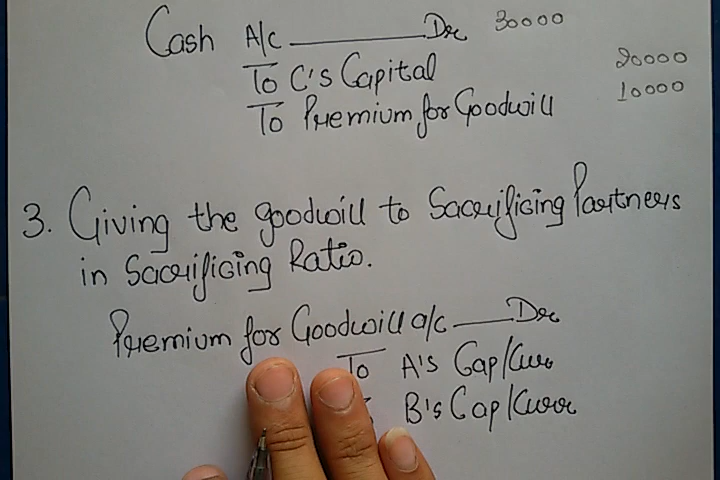 Cash A/c ———— Dr 30000
To C's Capital 20000
To Premium for Goodwill 10000
3. Giving the goodwill to Sacrificing Partners
in Sacrificing Ratio.
Premium for Goodwill a/c —— Dr
To A's Cap/Curr
B's Cap/Curr